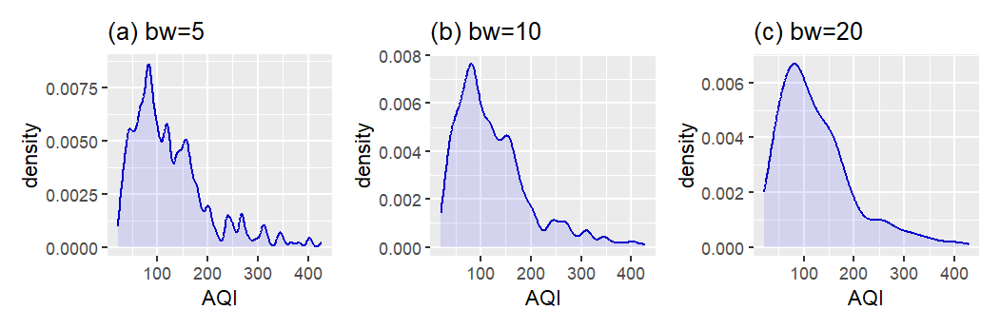 (a) bw=5
0.0075
0.0050
0.0025
0.0000
density
100 200 300 400
AQI
(b) bw=10
0.008
0.006
0.004
0.002
0.000
density
100 200 300 400
AQI
(c) bw=20
0.006
0.004
0.002
0.000
density
100 200 300 400
AQI